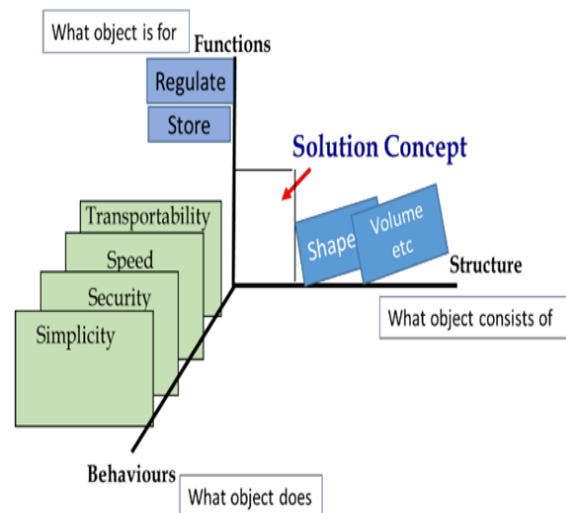 What object is for
Functions
Regulate
Store
Solution Concept
Transportability
Speed
Security
Simplicity
Shape
Volume
etc
Structure
What object consists of
Behaviours
What object does